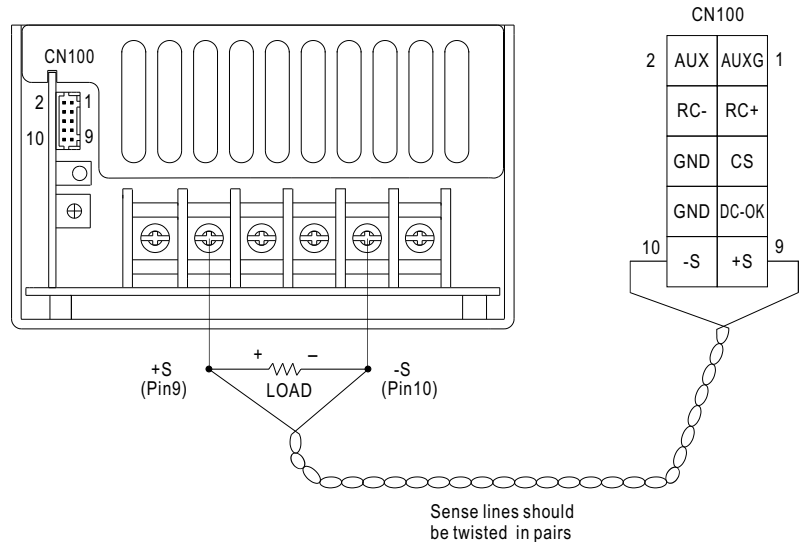 CN100
2 1
10 9
+S
(Pin9)
+ –
LOAD
-S
(Pin10)
Sense lines should
be twisted in pairs
CN100
2 AUX AUXG 1
RC- RC+
GND CS
GND DC-OK
10 -S +S 9